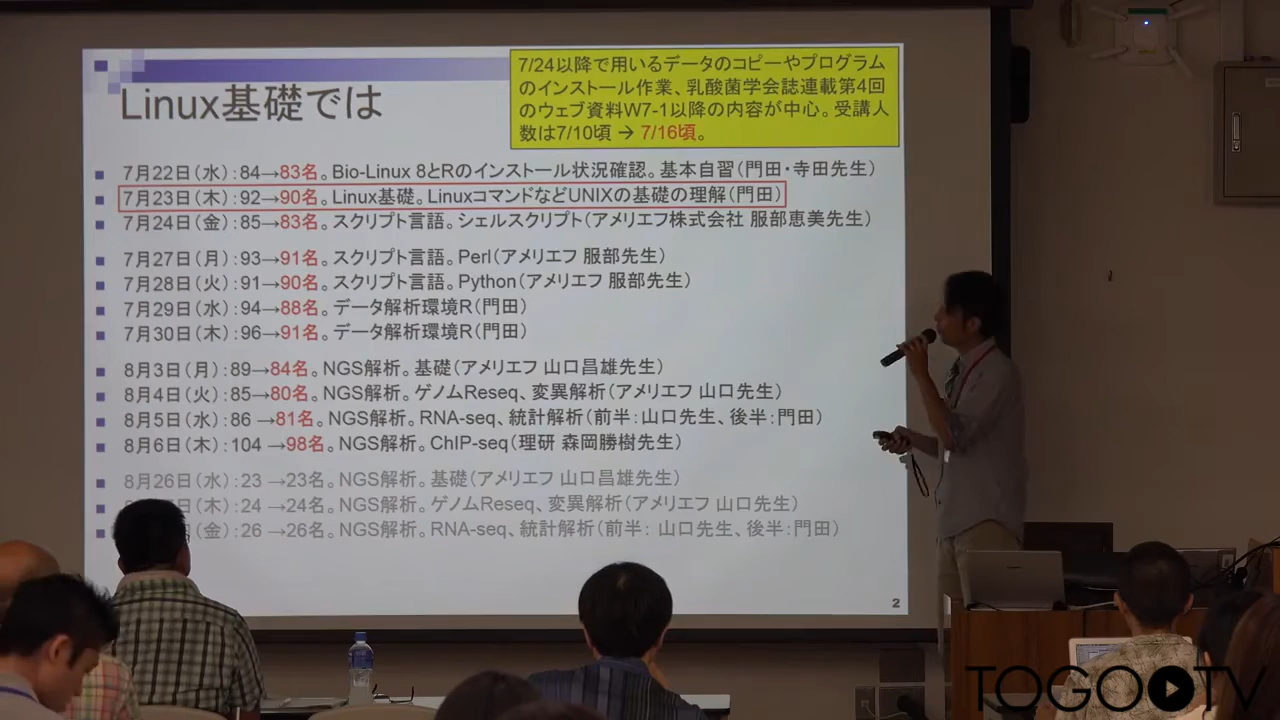 Linux基礎では
7/24以降で用いるデータのコピーやプログラム
のインストール作業、乳酸菌学会誌連載第4回
のウェブ資料W7-1以降の内容が中心。受講人
数は7/10頃 → 7/16頃。
7月22日(水):84→83名。Bio-Linux 8とRのインストール状況確認。基本自習(門田・寺田先生)
7月23日(木):92→90名。Linux基礎。LinuxコマンドなどUNIXの基礎の理解(門田)
7月24日(金):85→83名。スクリプト言語。シェルスクリプト(アメリエフ株式会社 服部恵美先生)
7月27日(月):93→91名。スクリプト言語。Perl(アメリエフ 服部先生)
7月28日(火):91→90名。スクリプト言語。Python(アメリエフ 服部先生)
7月29日(水):94→88名。データ解析環境R(門田)
7月30日(木):96→91名。データ解析環境R(門田)
8月3日(月):89→84名。NGS解析。基礎(アメリエフ 山口昌雄先生)
8月4日(火):85→80名。NGS解析。ゲノムReseq、変異解析(アメリエフ 山口先生)
8月5日(水):86 →81名。NGS解析。RNA-seq、統計解析(前半:山口先生、後半:門田)
8月6日(木):104 →98名。NGS解析。ChIP-seq(理研 森岡勝樹先生)
8月26日(水):23 →23名。NGS解析。基礎(アメリエフ 山口昌雄先生)
(木):24 →24名。NGS解析。ゲノムReseq、変異解析(アメリエフ 山口先生)
(金):26 →26名。NGS解析。RNA-seq、統計解析(前半: 山口先生、後半:門田)
2
TOGOTV